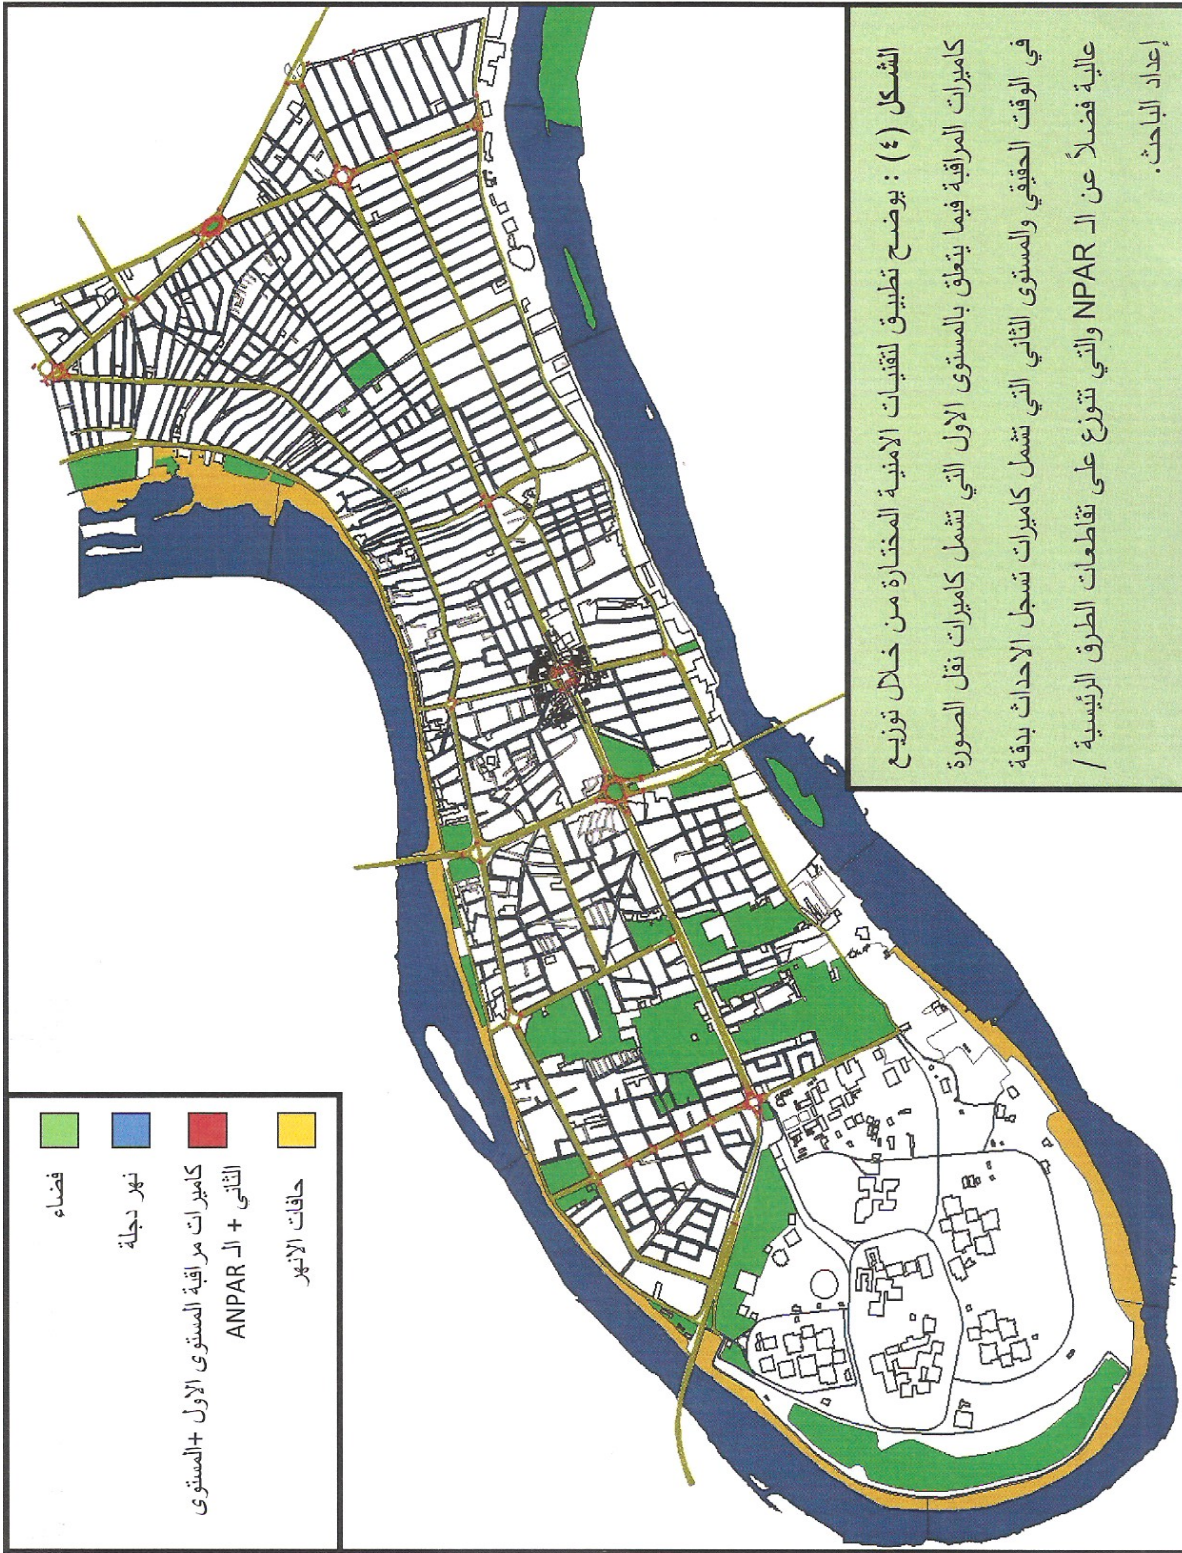 الشكل (٤) : يوضح تطبيق لتقنيات الامنية المختارة من خلال توزيع
كاميرات المراقبة فيما يتعلق بالمستوى الاول التي تشمل كاميرات نقل الصورة
في الوقت الحقيقي والمستوى الثاني التي تشمل كاميرات تسجل الاحداث بدقة
عالية فضلاً عن الـ NPAR والتي تتوزع على تقاطعات الطرق الرئيسية /
إعداد الباحث.
حافات الانهر
كاميرات مراقبة المستوى الاول +المستوى
الثاني + الـ ANPAR
نهر دجلة
فضاء